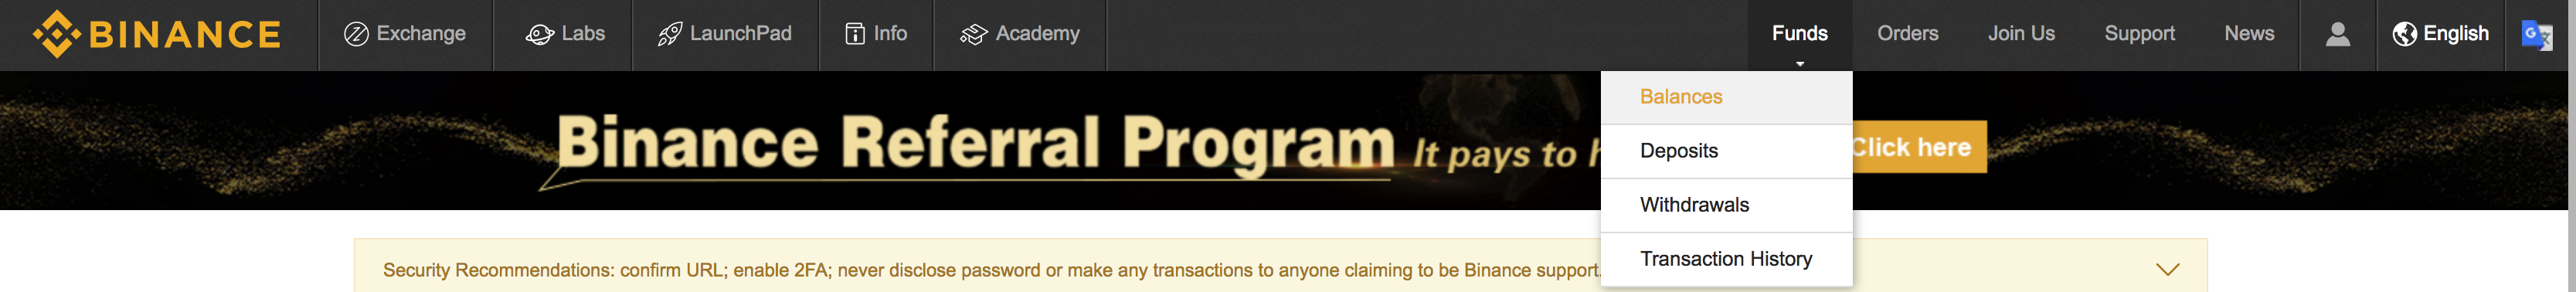 BINANCE
Exchange
Labs
LaunchPad
Info
Academy
Funds
Orders
Join Us
Support
News
English
G
Balances
Deposits
Withdrawals
Transaction History
Binance Referral Program It pays to
Click here
Security Recommendations: confirm URL; enable 2FA; never disclose password or make any transactions to anyone claiming to be Binance support.